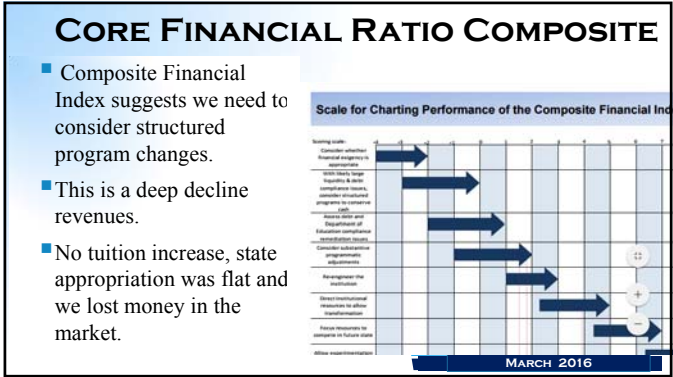 CORE FINANCIAL RATIO COMPOSITE
Composite Financial
Index suggests we need to
consider structured
program changes.
This is a deep decline
revenues.
No tuition increase, state
appropriation was flat and
we lost money in the
market.
Scale for Charting Performance of the Composite Financial Ind
Scoring scale:
Consider whether
financial exigency is
appropriate
With likely large
liquidity & debt
compliance issues,
consider structured
programs to conserve
cash
Assess debt and
Department of
Education compliance
remediation issues
Consider substantive
programmatic
adjustments
Re-engineer the
institution
Direct institutional
resources to allow
transformation
Focus resources to
compete in future state
Allow experimentation
MARCH 2016